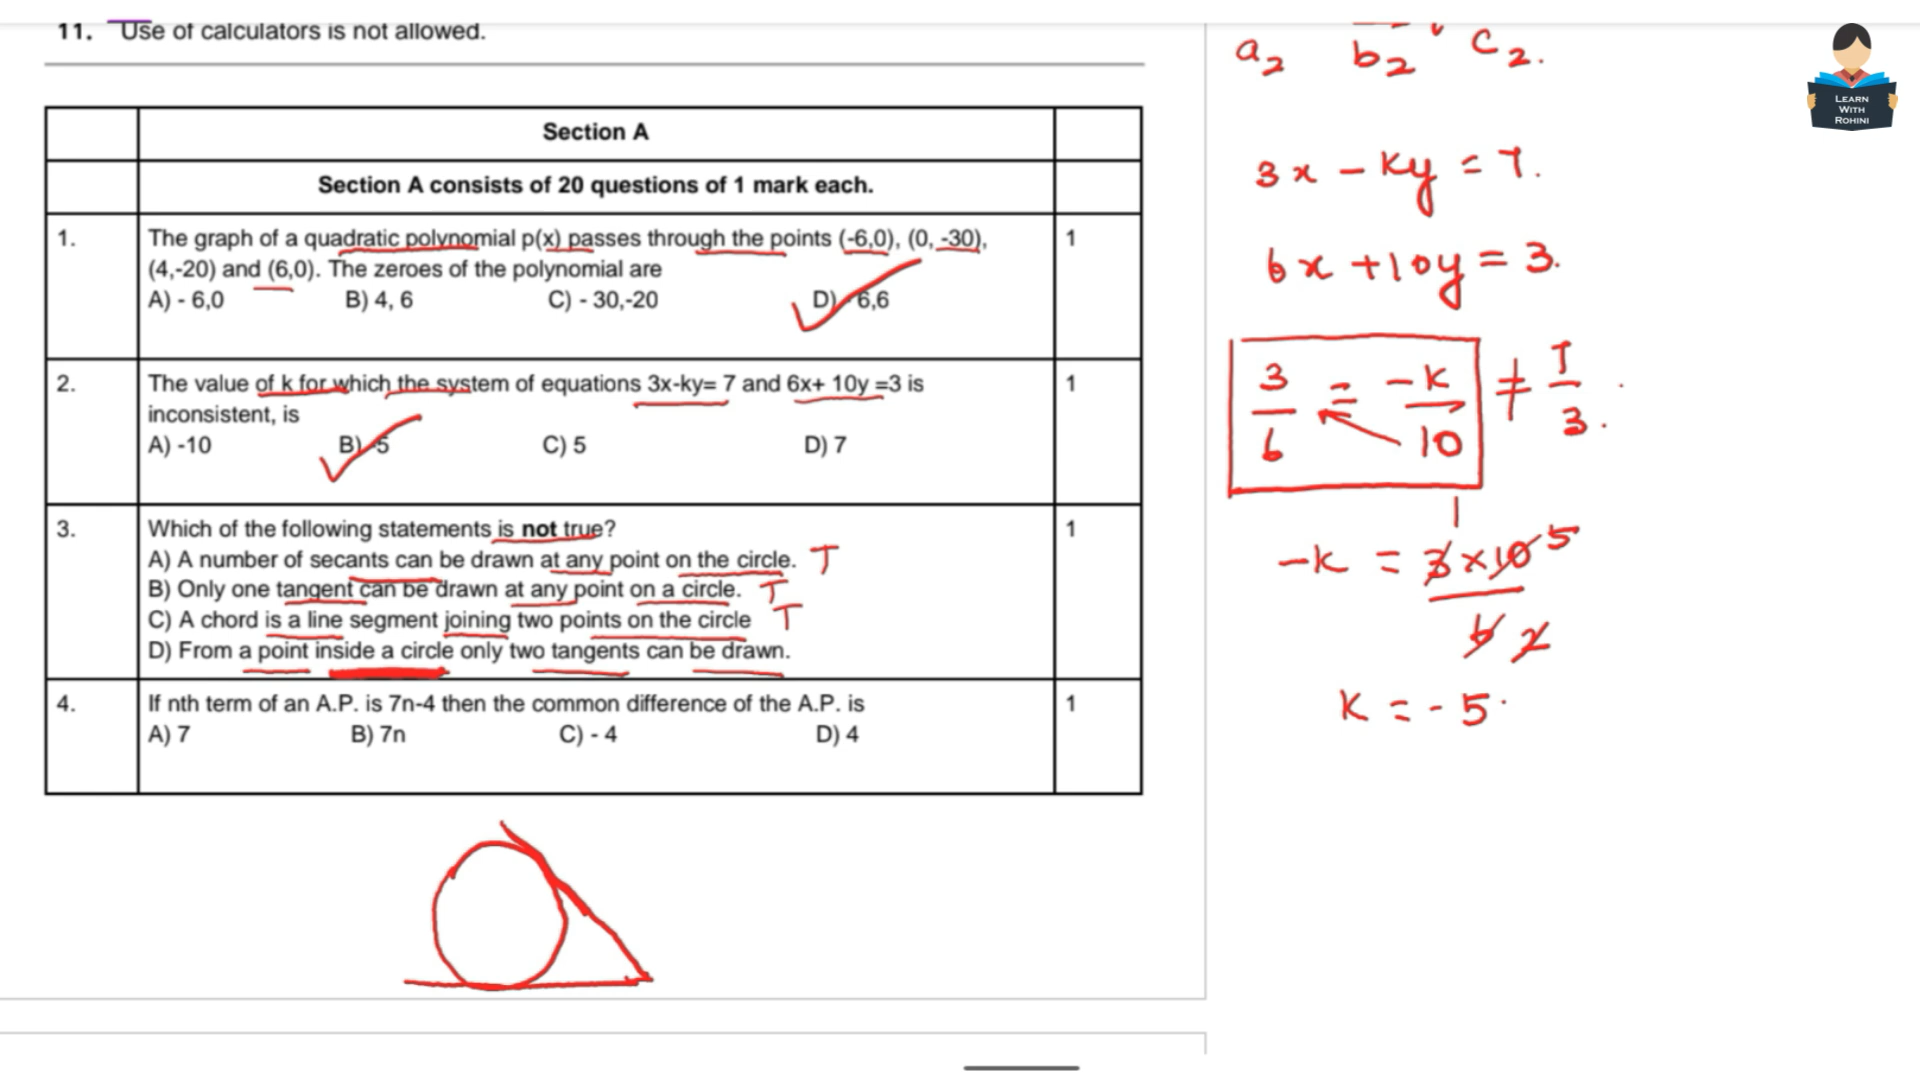 11. Use of calculators is not allowed.
Section A
Section A consists of 20 questions of 1 mark each.
1. The graph of a quadratic polynomial p(x) passes through the points (-6,0), (0, -30), 1
(4,-20) and (6,0). The zeroes of the polynomial are
A) - 6,0 B) 4, 6 C) - 30,-20 D) -6,6
2. The value of k for which the system of equations 3x-ky= 7 and 6x+ 10y =3 is 1
inconsistent, is
A) -10 B) -5 C) 5 D) 7
3. Which of the following statements is not true? 1
A) A number of secants can be drawn at any point on the circle. T
B) Only one tangent can be drawn at any point on a circle. T
C) A chord is a line segment joining two points on the circle T
D) From a point inside a circle only two tangents can be drawn.
4. If nth term of an A.P. is 7n-4 then the common difference of the A.P. is 1
A) 7 B) 7n C) - 4 D) 4
a2 b2 c2.
3x - ky = 7.
6x + 10y = 3.
3/6 = -k/10 ≠ 7/3.
1
-k = 3x10 5
6 2
k = -5.
LEARN
WITH
ROHINI